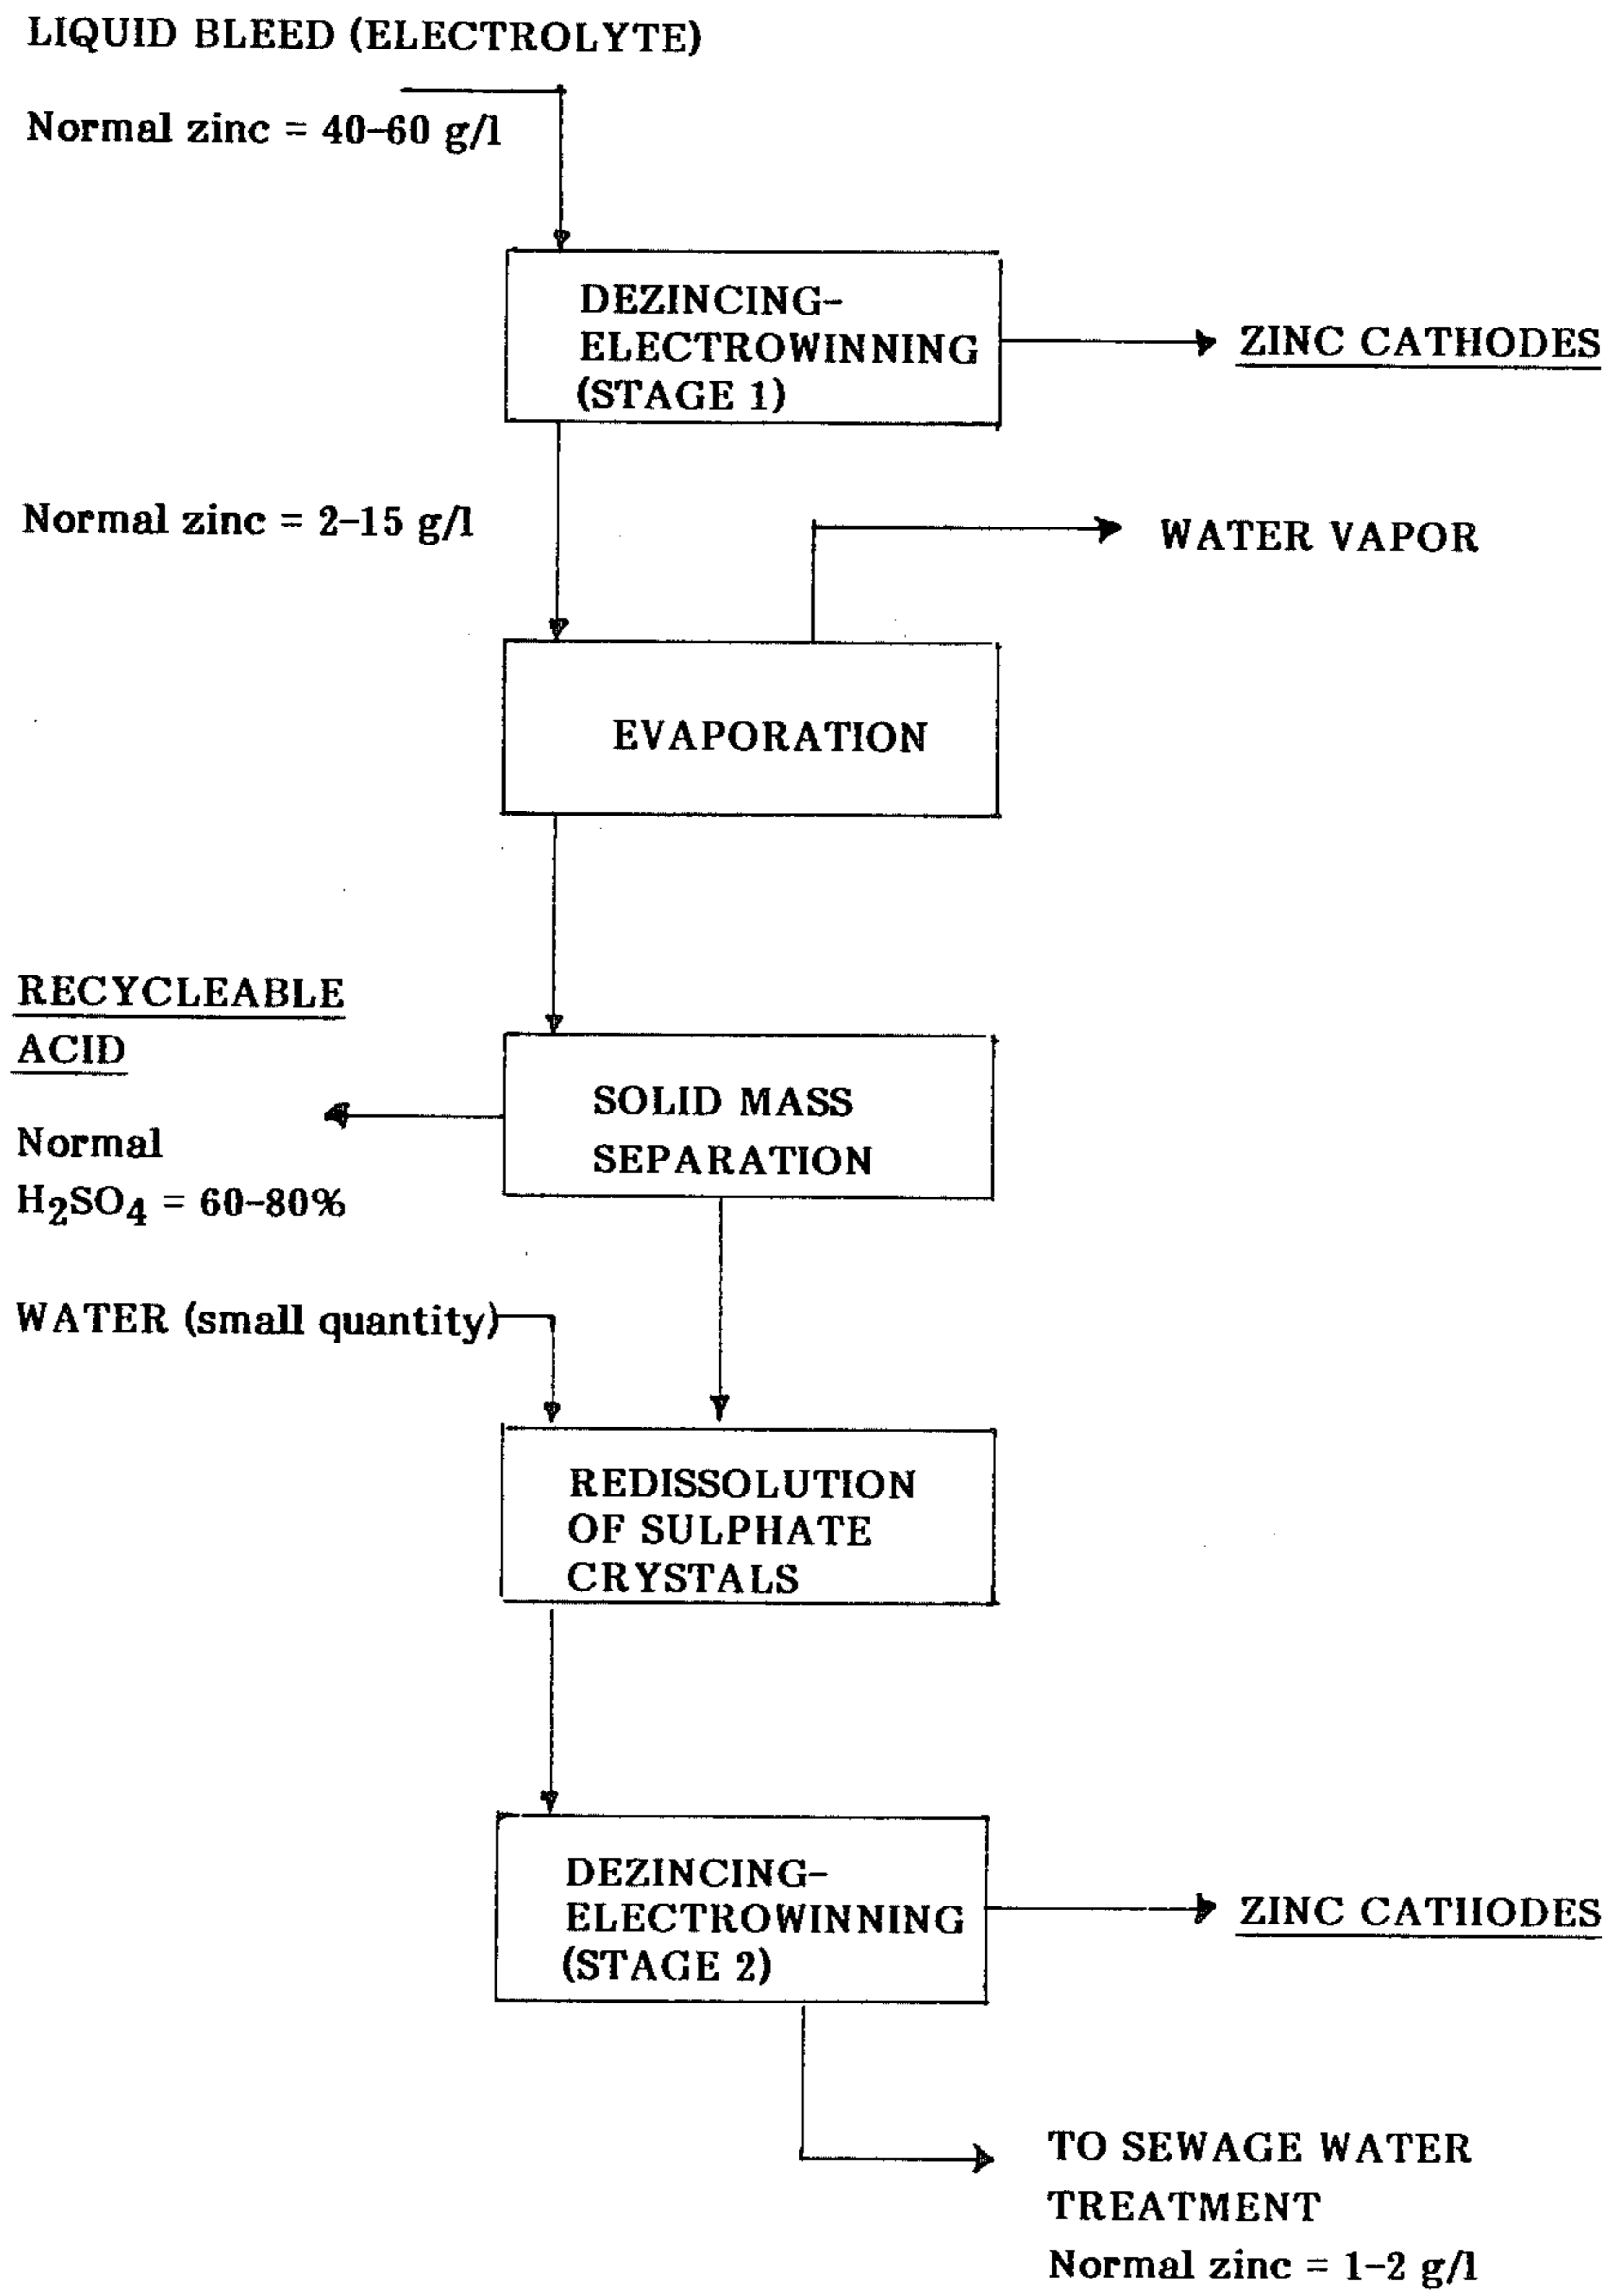 LIQUID BLEED (ELECTROLYTE)
Normal zinc = 40-60 g/l
DEZINCING-
ELECTROWINNING
(STAGE 1)
ZINC CATHODES
Normal zinc = 2-15 g/l
WATER VAPOR
EVAPORATION
RECYCLEABLE
ACID
Normal
H₂SO₄ = 60-80%
SOLID MASS
SEPARATION
WATER (small quantity)
REDISSOLUTION
OF SULPHATE
CRYSTALS
DEZINCING-
ELECTROWINNING
(STAGE 2)
ZINC CATHODES
TO SEWAGE WATER
TREATMENT
Normal zinc = 1-2 g/l